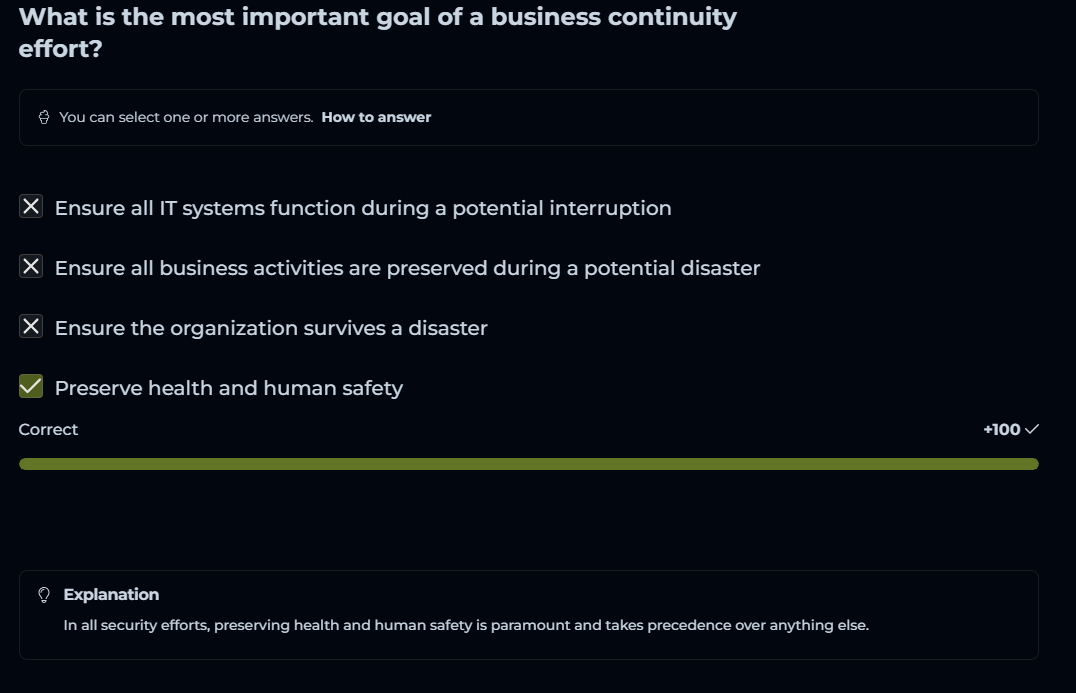 What is the most important goal of a business continuity
effort?
You can select one or more answers. How to answer
Ensure all IT systems function during a potential interruption
Ensure all business activities are preserved during a potential disaster
Ensure the organization survives a disaster
Preserve health and human safety
Correct +100
Explanation
In all security efforts, preserving health and human safety is paramount and takes precedence over anything else.